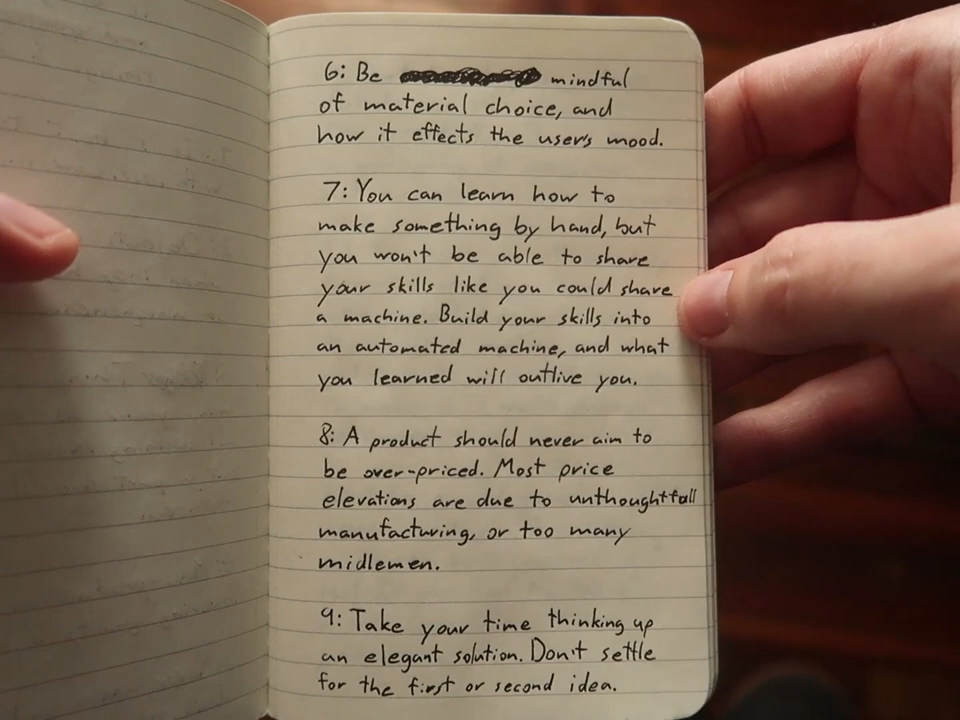 6: Be mindful
of material choice, and
how it effects the user's mood.
7: You can learn how to
make something by hand, but
you won't be able to share
your skills like you could share
a machine. Build your skills into
an automated machine, and what
you learned will outlive you.
8: A product should never aim to
be over-priced. Most price
elevations are due to unthoughtfull
manufacturing, or too many
midlemen.
9: Take your time thinking up
an elegant solution. Don't settle
for the first or second idea.